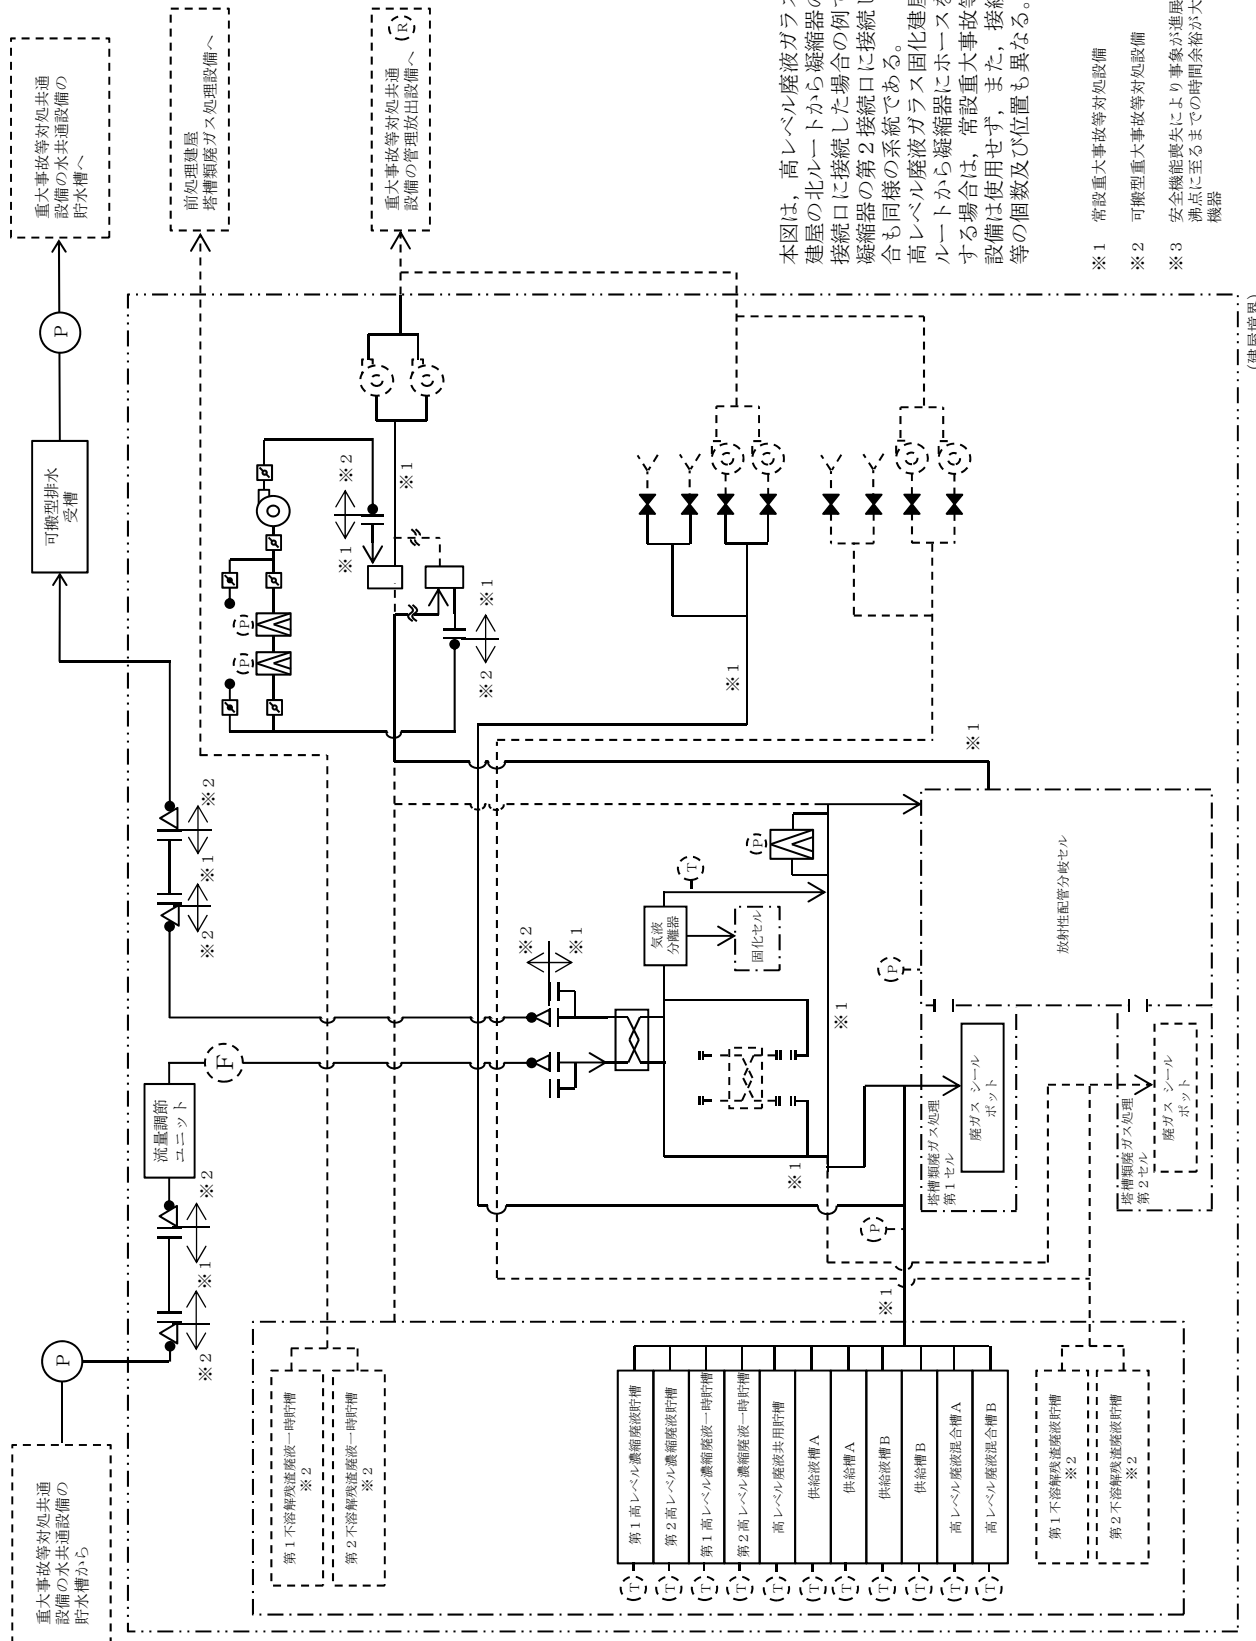 重大事故等対処共通
設備の水共通設備の
貯水槽へ
前処理建屋
塔槽類廃ガス処理設備へ
重大事故等対処共通
設備の管理放出設備へ
R
P
可搬型排水
受槽
P
P
※2
※1
※1
※1
※2
※2
※1
※2
※1
※1
※1
流量調節
ユニット
F
※2
※1
※2
P
重大事故等対処共通
設備の水共通設備の
貯水槽から
※2
※1
気液
分離器
T
固化セル
P
※1
※1
P
放射性配管分岐セル
塔槽類廃ガス処理
第1セル
廃ガス シール
ポット
塔槽類廃ガス処理
第2セル
廃ガス シール
ポット
P
※1
第1不溶解残渣廃液一時貯槽
※2
第2不溶解残渣廃液一時貯槽
※2
第1高レベル濃縮廃液貯槽
第2高レベル濃縮廃液貯槽
第1高レベル濃縮廃液一時貯槽
第2高レベル濃縮廃液一時貯槽
高レベル廃液共用貯槽
供給液槽A
供給槽A
供給液槽B
供給槽B
高レベル廃液混合槽A
高レベル廃液混合槽B
T
T
T
T
T
T
T
T
T
T
T
第1不溶解残渣廃液貯槽
※2
第2不溶解残渣廃液貯槽
※2
本図は，高レベル廃液ガラス
建屋の北ルートから凝縮器の
接続口に接続した場合の例で
凝縮器の第2接続口に接続し
合も同様の系統である。
高レベル廃液ガラス固化建屋
ルートから凝縮器にホースを
する場合は，常設重大事故等
設備は使用せず，また，接続
等の個数及び位置も異なる。
※1 常設重大事故等対処設備
※2 可搬型重大事故等対処設備
※3 安全機能喪失により事象が進展
沸点に至るまでの時間余裕が大
機器
(建屋境界)